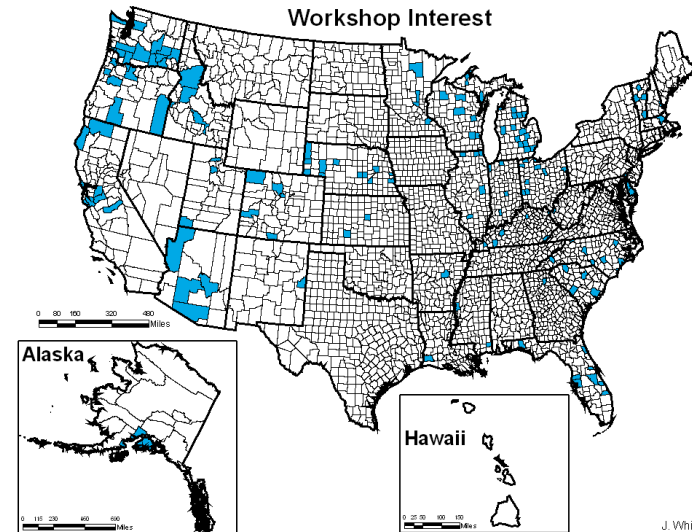 Workshop Interest
0 80 160 320 480
Miles
Alaska
0 115 230 460 690
Miles
Hawaii
0 25 50 100 150
Miles
J. Whi